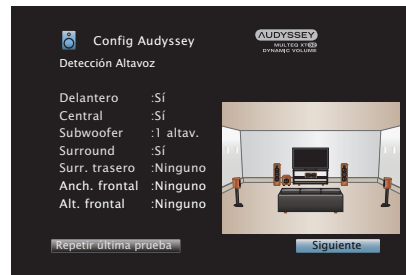 Config Audyssey
AUDYSSEY
MULTEQ XT32
DYNAMIC VOLUME
Detección Altavoz
Delantero :Sí
Central :Sí
Subwoofer :1 altav.
Surround :Sí
Surr. trasero :Ninguno
Anch. frontal :Ninguno
Alt. frontal :Ninguno
Repetir última prueba
Siguiente